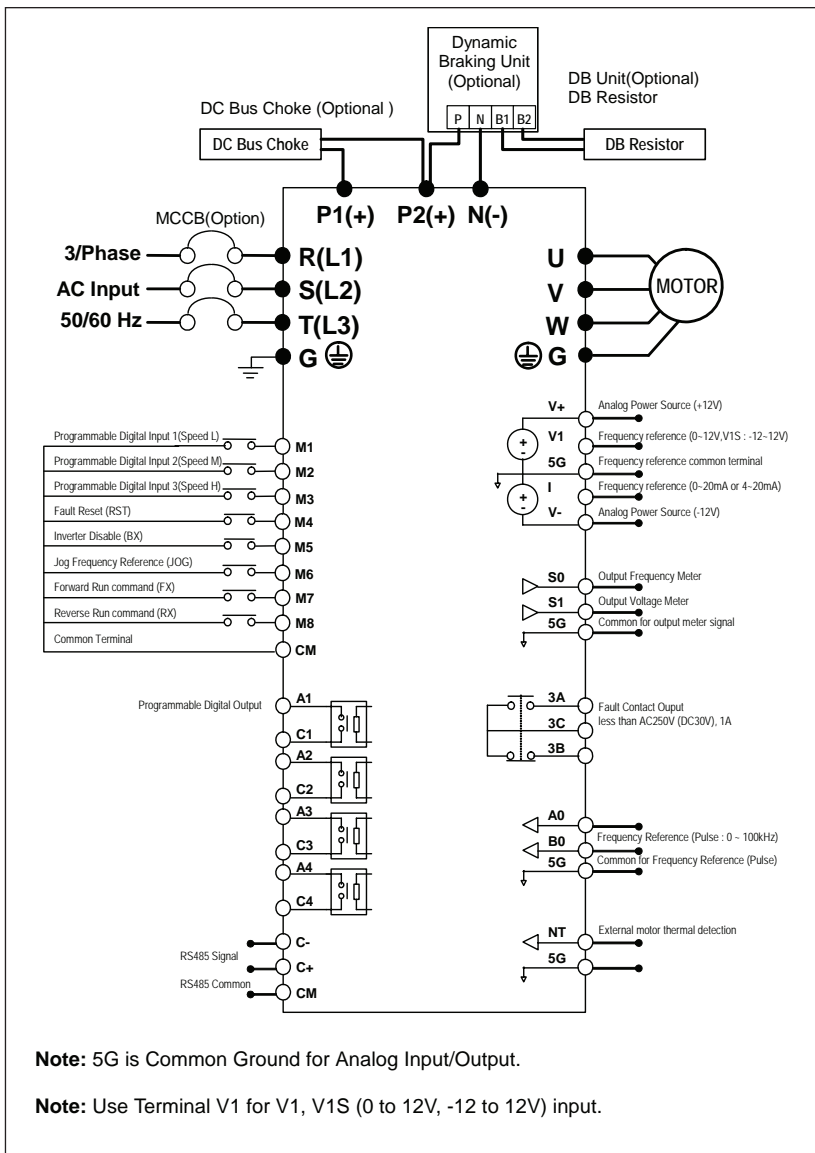 Dynamic
Braking Unit
(Optional)
DB Unit(Optional)
DB Resistor
DC Bus Choke (Optional )
P N B1 B2
DC Bus Choke
DB Resistor
P1(+) P2(+) N(-)
MCCB(Option)
3/Phase
R(L1)
AC Input
S(L2)
50/60 Hz
T(L3)
G
U
V
W
G
MOTOR
Programmable Digital Input 1(Speed L)
M1
Programmable Digital Input 2(Speed M)
M2
Programmable Digital Input 3(Speed H)
M3
Fault Reset (RST)
M4
Inverter Disable (BX)
M5
Jog Frequency Reference (JOG)
M6
Forward Run command (FX)
M7
Reverse Run command (RX)
M8
Common Terminal
CM
Programmable Digital Output
A1
C1
A2
C2
A3
C3
A4
C4
C-
RS485 Signal
C+
RS485 Common
CM
V+ Analog Power Source (+12V)
+
-
V1 Frequency reference (0~12V,V1S : -12~12V)
5G Frequency reference common terminal
+
-
I Frequency reference (0~20mA or 4~20mA)
V- Analog Power Source (-12V)
S0 Output Frequency Meter
S1 Output Voltage Meter
5G Common for output meter signal
3A
Fault Contact Ouput
less than AC250V (DC30V), 1A
3C
3B
A0
Frequency Reference (Pulse : 0 ~ 100kHz)
B0
5G Common for Frequency Reference (Pulse)
NT External motor thermal detection
5G
Note: 5G is Common Ground for Analog Input/Output.
Note: Use Terminal V1 for V1, V1S (0 to 12V, -12 to 12V) input.